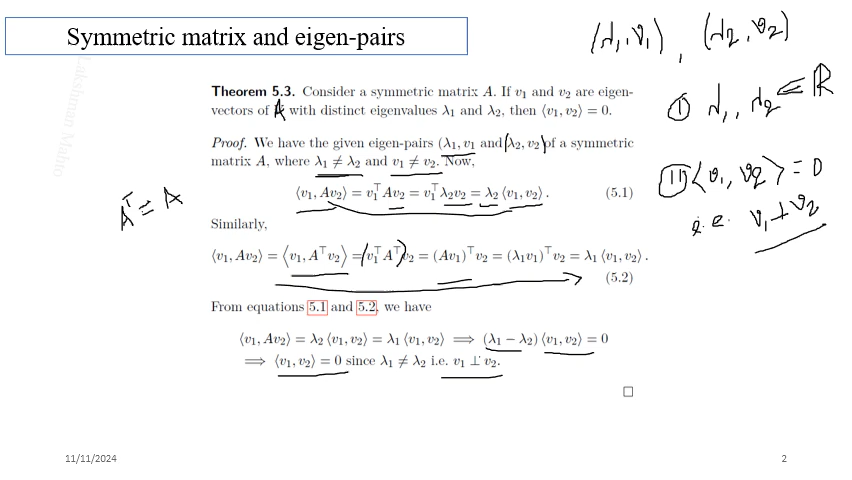 Symmetric matrix and eigen-pairs
(λ₁, v₁), (λ₂, v₂)
Lakshman Mahto
Theorem 5.3. Consider a symmetric matrix A. If v₁ and v₂ are eigen-
vectors of A with distinct eigenvalues λ₁ and λ₂, then ⟨v₁, v₂⟩ = 0.
① λ₁, λ₂ ∈ ℝ
Proof. We have the given eigen-pairs (λ₁, v₁ and (λ₂, v₂) of a symmetric
matrix A, where λ₁ ≠ λ₂ and v₁ ≠ v₂. Now,
⟨v₁, Av₂⟩ = v₁ᵀAv₂ = v₁ᵀλ₂v₂ = λ₂ ⟨v₁, v₂⟩. (5.1)
(II) ⟨v₁, v₂⟩ = 0
i.e. v₁ ⊥ v₂
Aᵀ = A
Similarly,
⟨v₁, Av₂⟩ = ⟨v₁, Aᵀv₂⟩ = (v₁ᵀAᵀ)v₂ = (Av₁)ᵀv₂ = (λ₁v₁)ᵀv₂ = λ₁ ⟨v₁, v₂⟩.
(5.2)
From equations 5.1 and 5.2, we have
⟨v₁, Av₂⟩ = λ₂ ⟨v₁, v₂⟩ = λ₁ ⟨v₁, v₂⟩ ⟹ (λ₁ − λ₂) ⟨v₁, v₂⟩ = 0
⟹ ⟨v₁, v₂⟩ = 0 since λ₁ ≠ λ₂ i.e. v₁ ⊥ v₂.
□
11/11/2024
2